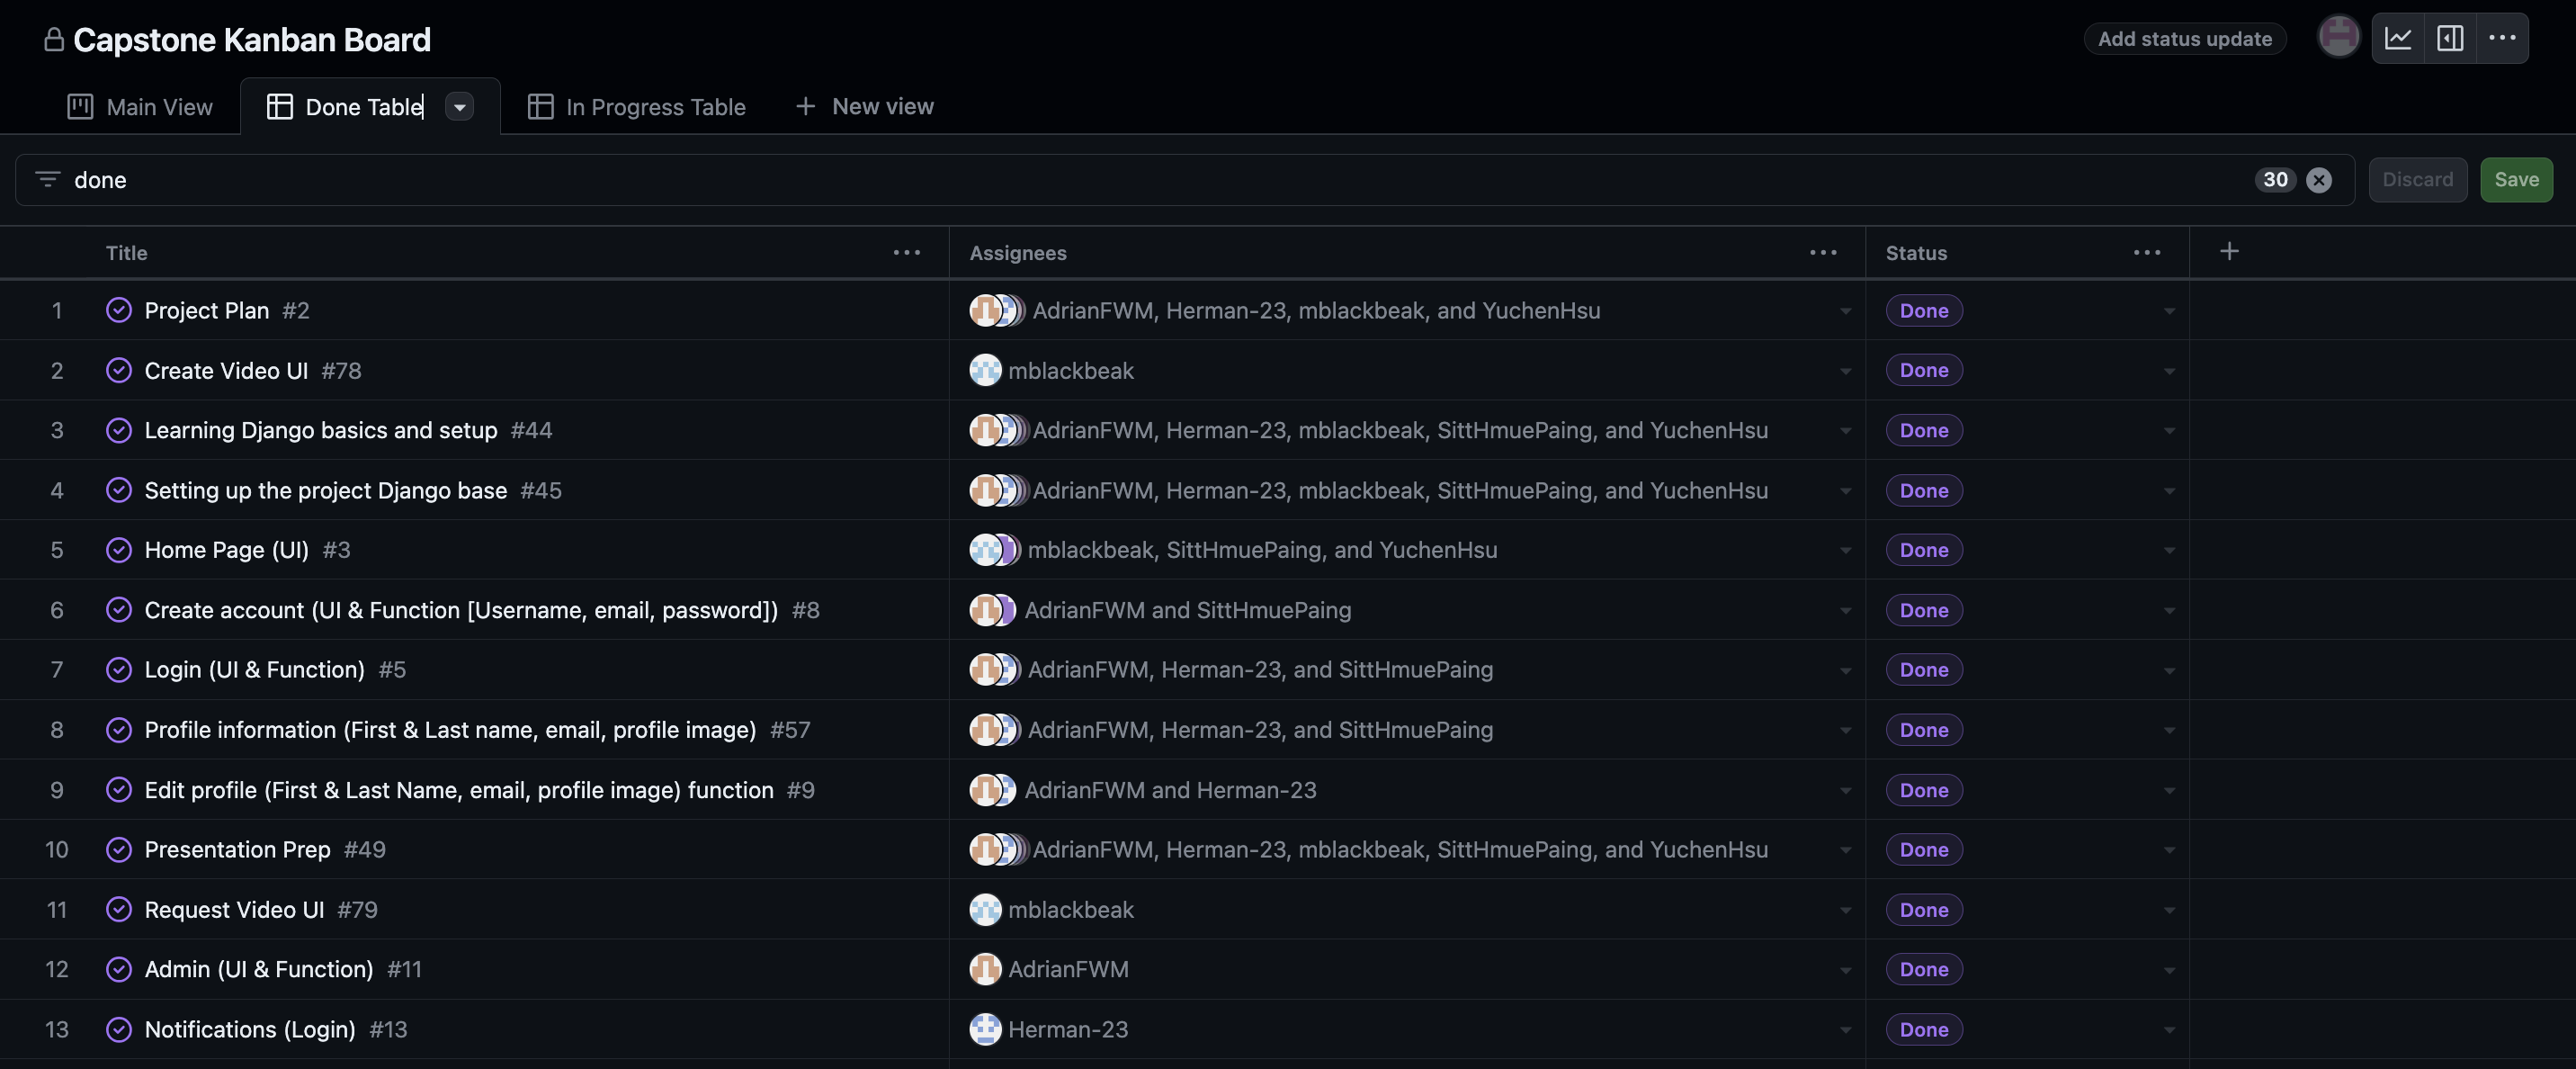 Capstone Kanban Board
Add status update
Main View
Done Table
In Progress Table
New view
done
30
Discard
Save
Title
Assignees
Status
1 Project Plan #2 AdrianFWM, Herman-23, mblackbeak, and YuchenHsu Done
2 Create Video UI #78 mblackbeak Done
3 Learning Django basics and setup #44 AdrianFWM, Herman-23, mblackbeak, SittHmuePaing, and YuchenHsu Done
4 Setting up the project Django base #45 AdrianFWM, Herman-23, mblackbeak, SittHmuePaing, and YuchenHsu Done
5 Home Page (UI) #3 mblackbeak, SittHmuePaing, and YuchenHsu Done
6 Create account (UI & Function [Username, email, password]) #8 AdrianFWM and SittHmuePaing Done
7 Login (UI & Function) #5 AdrianFWM, Herman-23, and SittHmuePaing Done
8 Profile information (First & Last name, email, profile image) #57 AdrianFWM, Herman-23, and SittHmuePaing Done
9 Edit profile (First & Last Name, email, profile image) function #9 AdrianFWM and Herman-23 Done
10 Presentation Prep #49 AdrianFWM, Herman-23, mblackbeak, SittHmuePaing, and YuchenHsu Done
11 Request Video UI #79 mblackbeak Done
12 Admin (UI & Function) #11 AdrianFWM Done
13 Notifications (Login) #13 Herman-23 Done